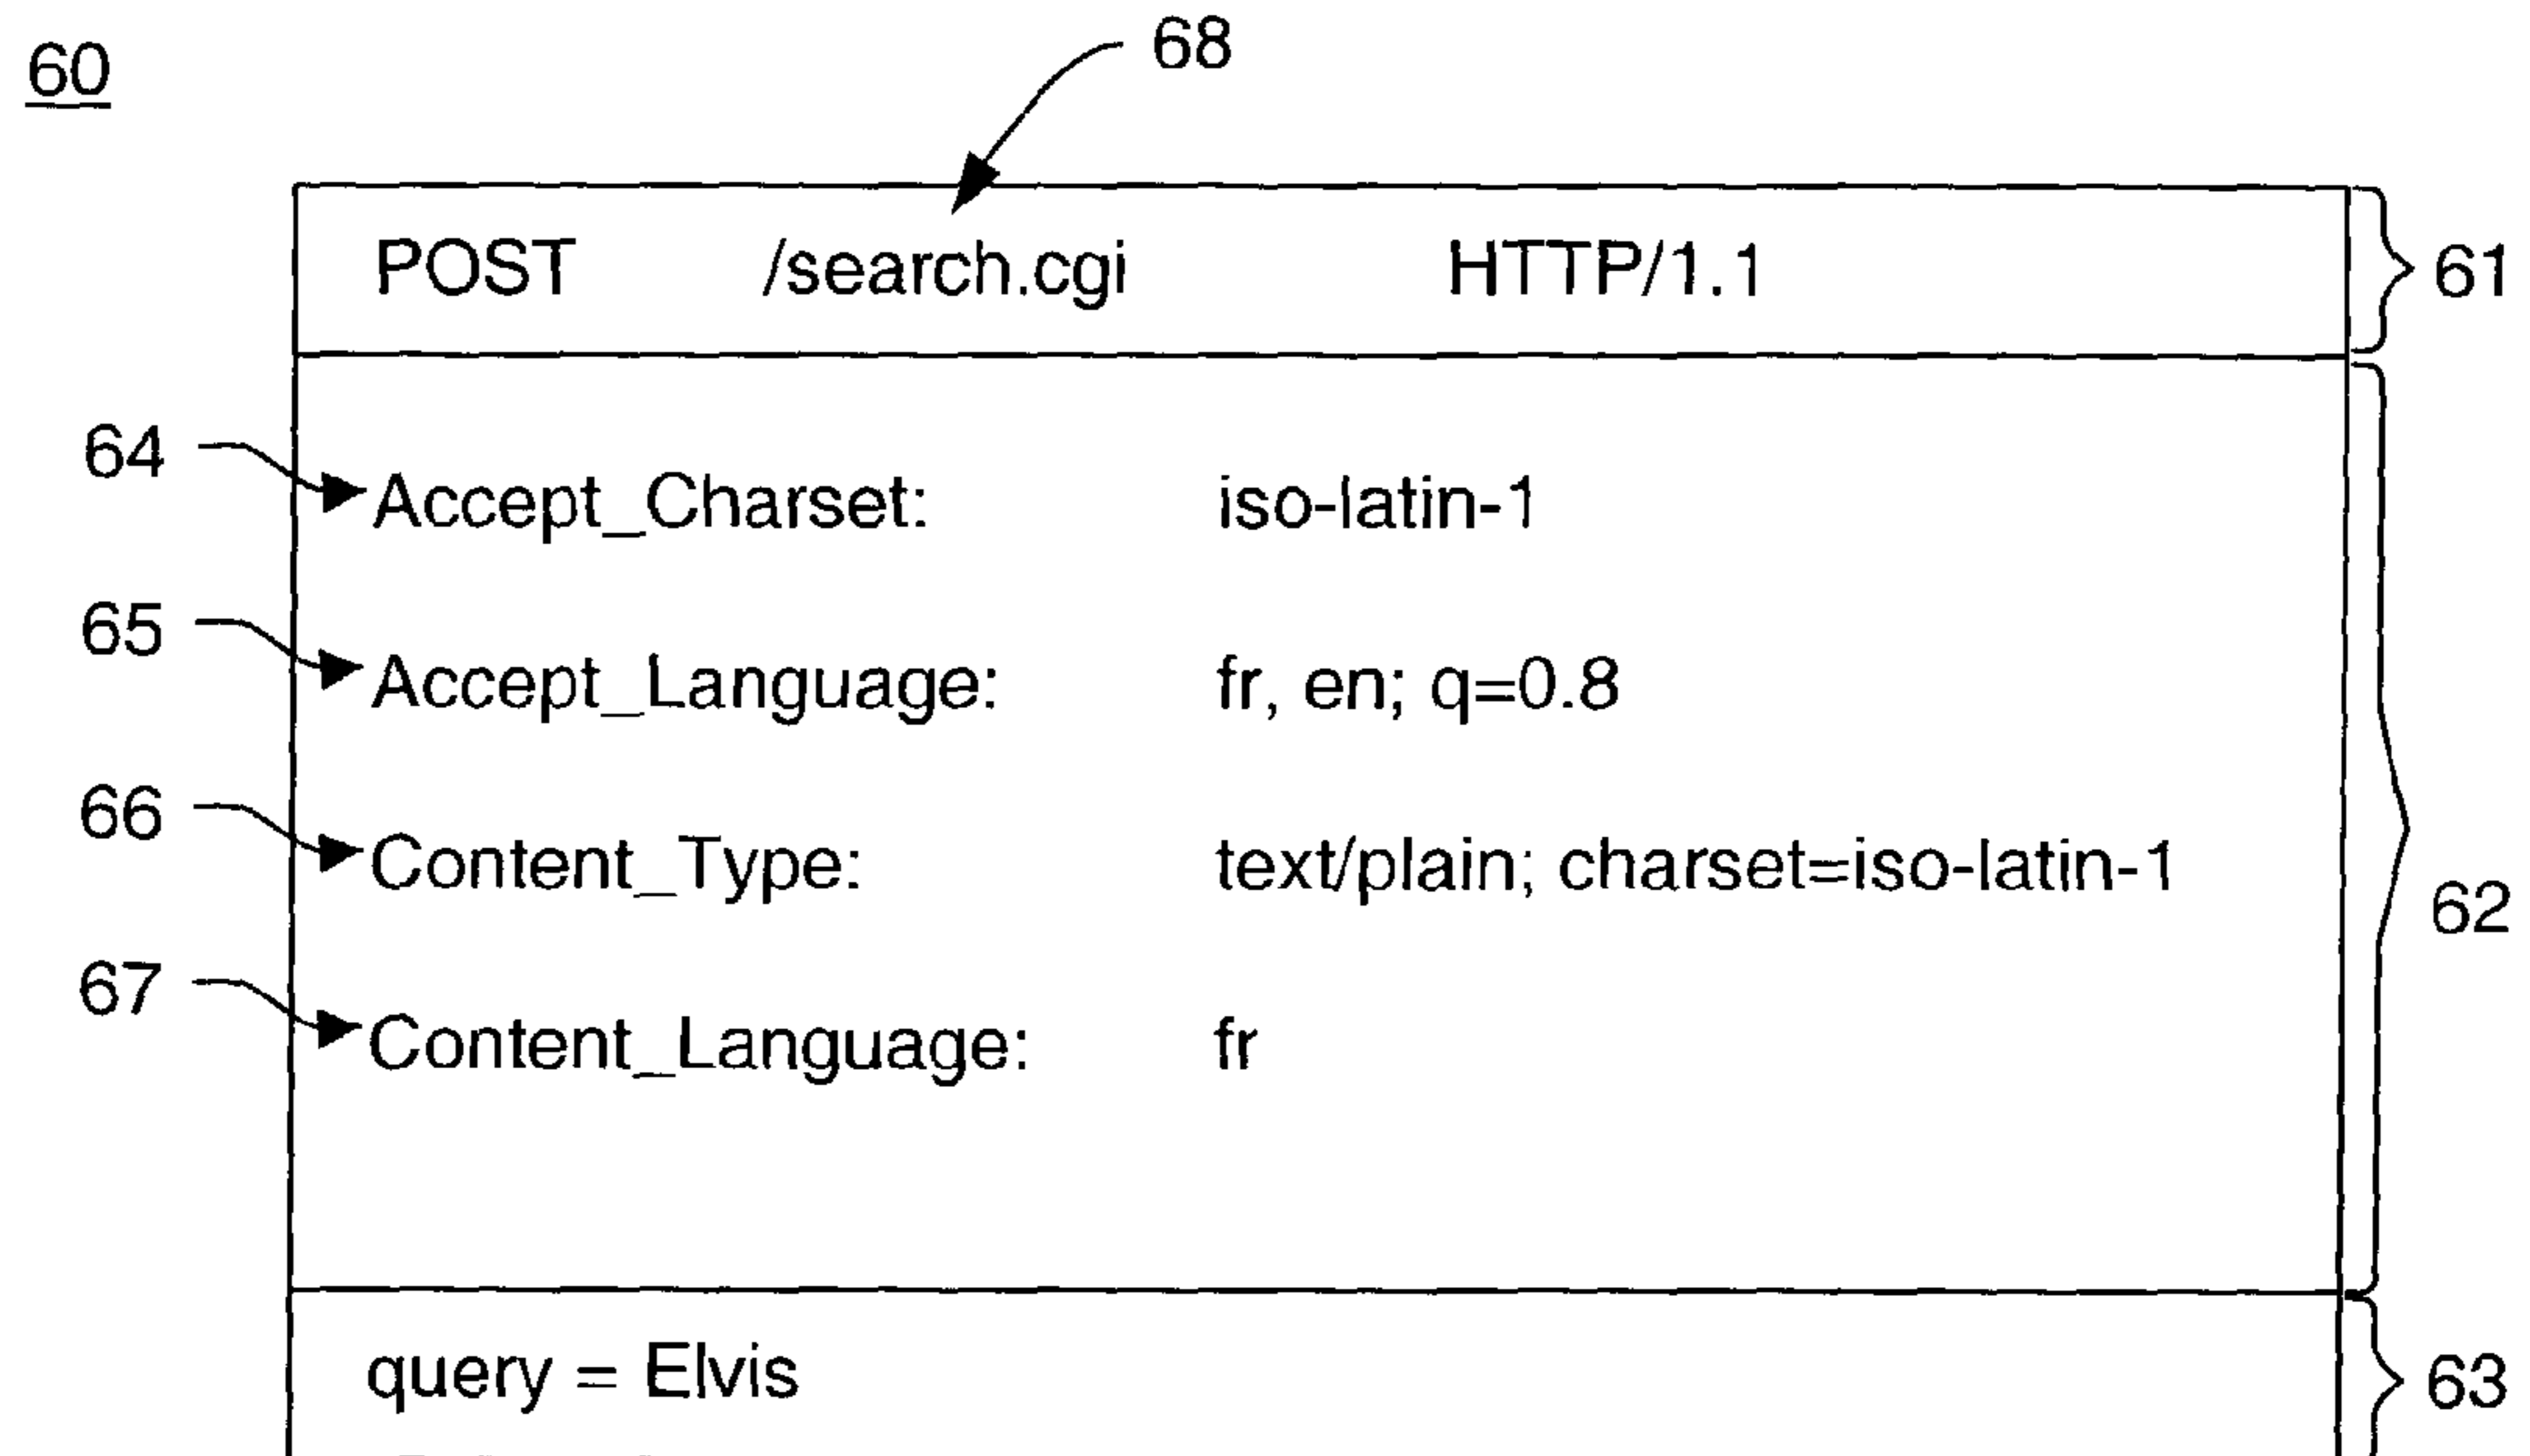 60
68
POST /search.cgi HTTP/1.1
61
64
Accept_Charset: iso-latin-1
65
Accept_Language: fr, en; q=0.8
66
Content_Type: text/plain; charset=iso-latin-1
62
67
Content_Language: fr
query = Elvis
63